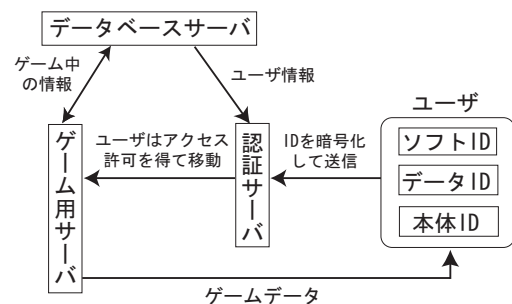 データベースサーバ
ゲーム中
の情報
ユーザ情報
ユーザ
ユーザはアクセス
許可を得て移動
IDを暗号化
して送信
ゲーム用サーバ
認証サーバ
ソフトID
データID
本体ID
ゲームデータ